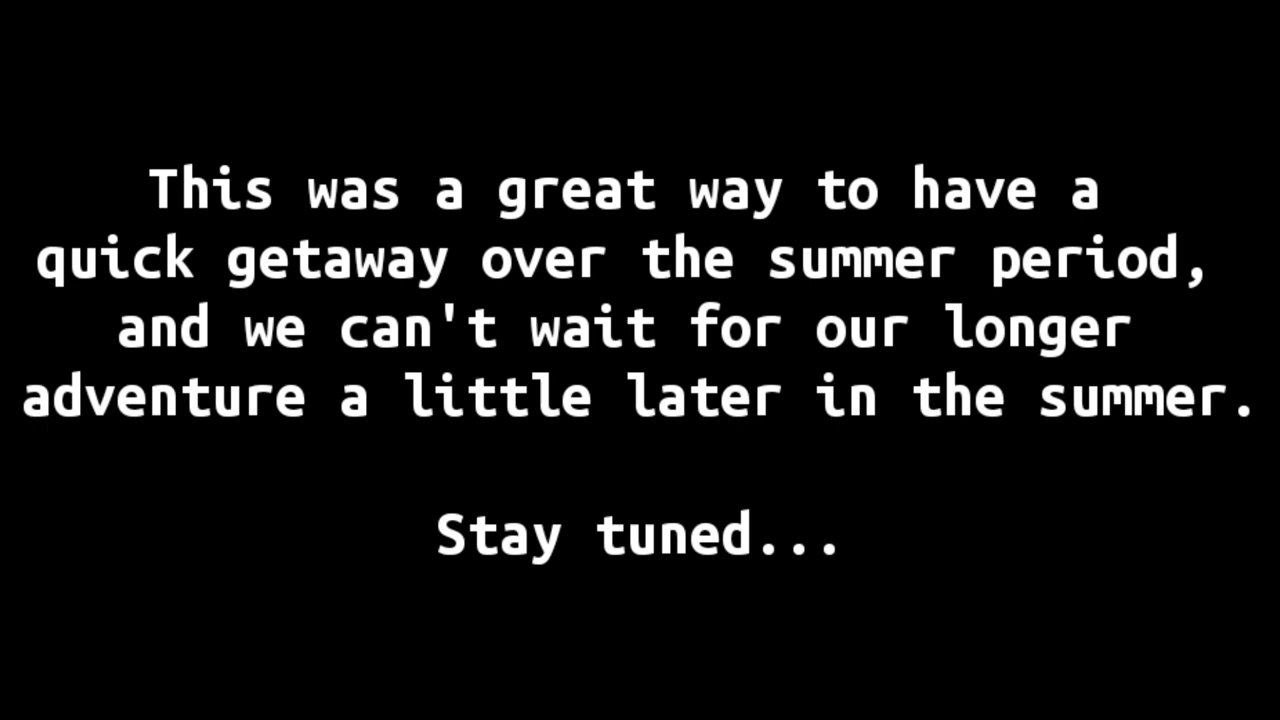 This was a great way to have a
quick getaway over the summer period,
and we can't wait for our longer
adventure a little later in the summer.
Stay tuned...